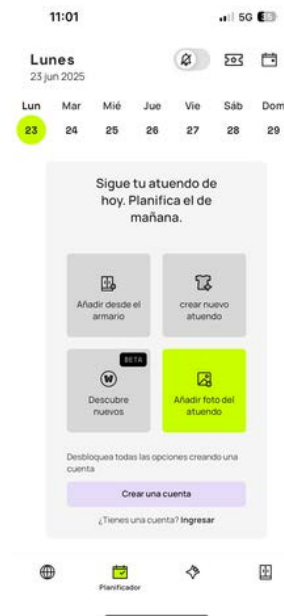 11:01
5G
Lunes
23 jun 2025
Lun Mar Mié Jue Vie Sáb Dom
23 24 25 26 27 28 29
Sigue tu atuendo de
hoy. Planifica el de
mañana.
Añadir desde el
armario
crear nuevo
atuendo
BETA
W
Descubre
nuevos
Añadir foto del
atuendo
Desbloquea todas las opciones creando una
cuenta
Crear una cuenta
¿Tienes una cuenta? Ingresar
Planificador